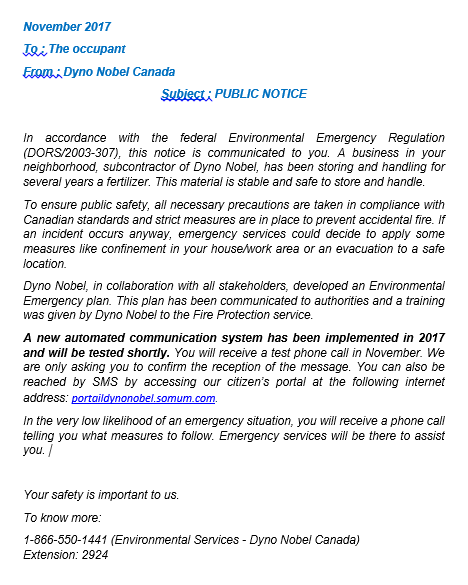 November 2017
To : The occupant
From : Dyno Nobel Canada
Subject : PUBLIC NOTICE
In accordance with the federal Environmental Emergency Regulation
(DORS/2003-307), this notice is communicated to you. A business in your
neighborhood, subcontractor of Dyno Nobel, has been storing and handling for
several years a fertilizer. This material is stable and safe to store and handle.
To ensure public safety, all necessary precautions are taken in compliance with
Canadian standards and strict measures are in place to prevent accidental fire. If
an incident occurs anyway, emergency services could decide to apply some
measures like confinement in your house/work area or an evacuation to a safe
location.
Dyno Nobel, in collaboration with all stakeholders, developed an Environmental
Emergency plan. This plan has been communicated to authorities and a training
was given by Dyno Nobel to the Fire Protection service.
A new automated communication system has been implemented in 2017
and will be tested shortly. You will receive a test phone call in November. We
are only asking you to confirm the reception of the message. You can also be
reached by SMS by accessing our citizen's portal at the following internet
address: portaildynonobel.somum.com.
In the very low likelihood of an emergency situation, you will receive a phone call
telling you what measures to follow. Emergency services will be there to assist
you.
Your safety is important to us.
To know more:
1-866-550-1441 (Environmental Services - Dyno Nobel Canada)
Extension: 2924